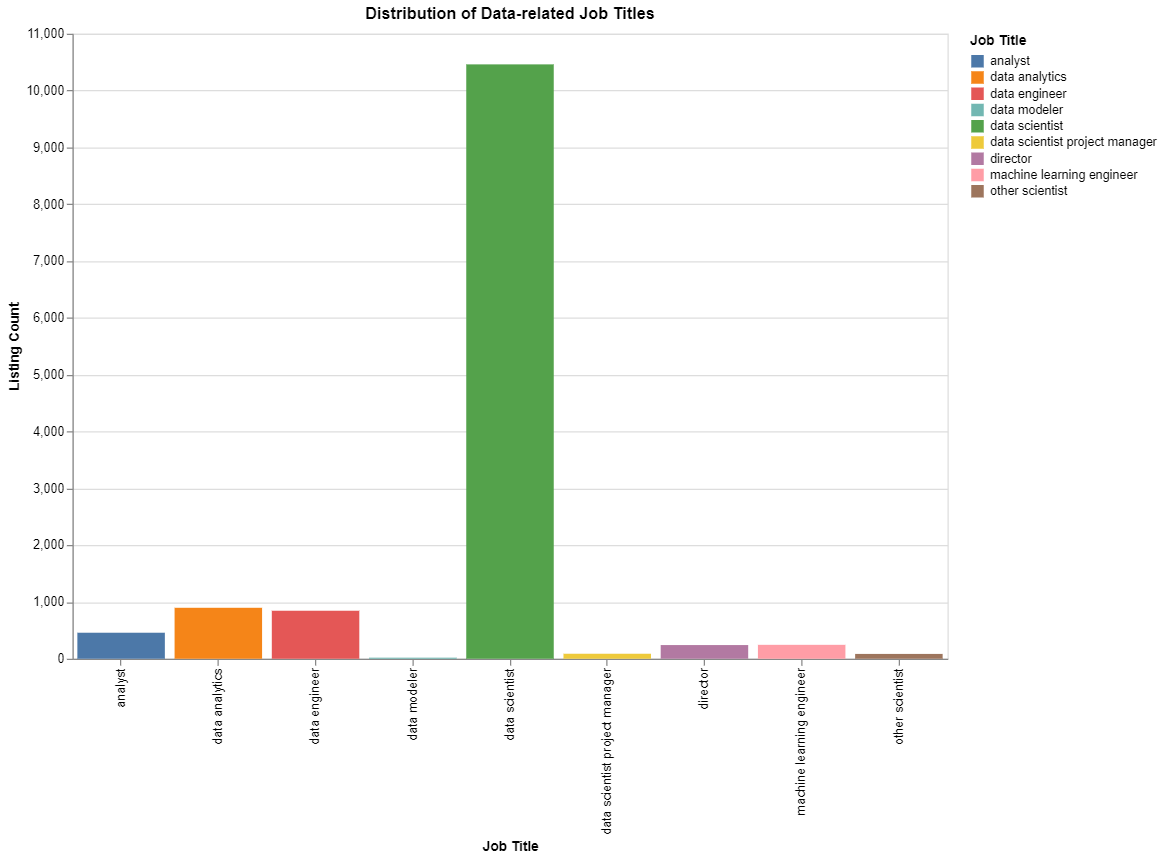 Distribution of Data-related Job Titles
11,000
10,000
9,000
8,000
7,000
6,000
5,000
4,000
3,000
2,000
1,000
0
Listing Count
analyst
data analytics
data engineer
data modeler
data scientist
data scientist project manager
director
machine learning engineer
other scientist
Job Title
Job Title
analyst
data analytics
data engineer
data modeler
data scientist
data scientist project manager
director
machine learning engineer
other scientist